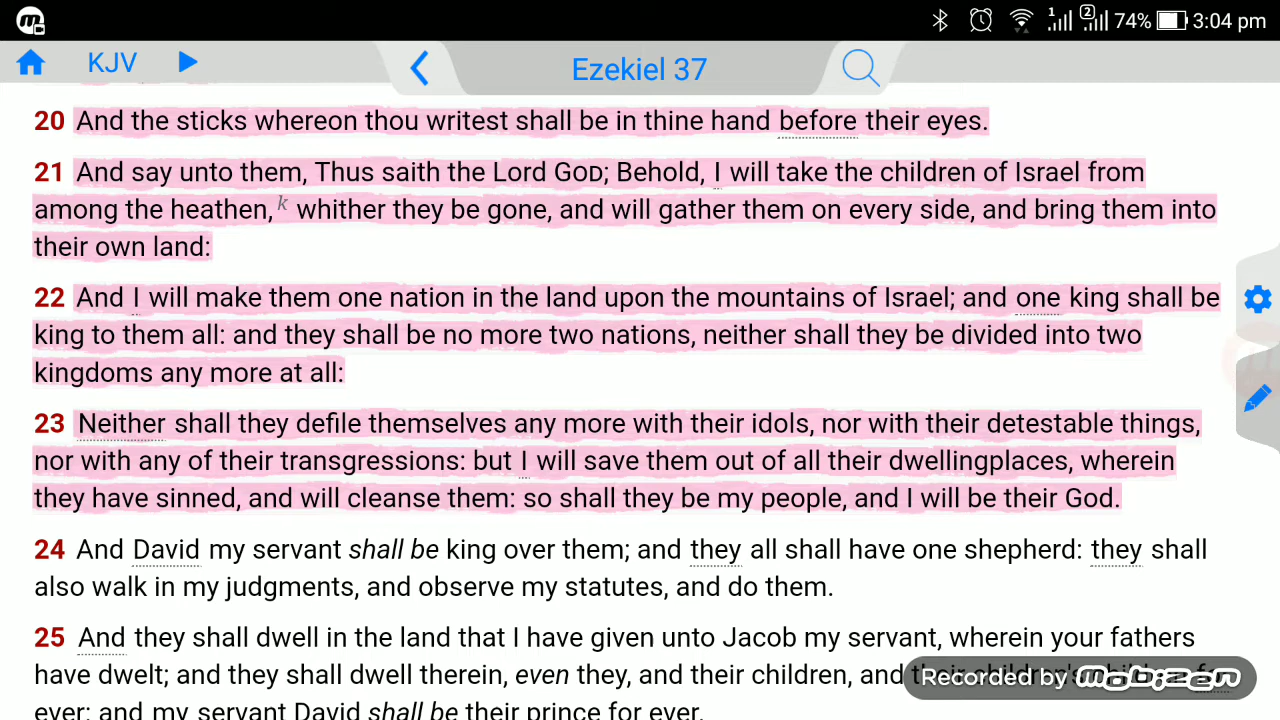 1 2 74% 3:04 pm
KJV Ezekiel 37
20 And the sticks whereon thou writest shall be in thine hand before their eyes.
21 And say unto them, Thus saith the Lord GOD; Behold, I will take the children of Israel from
among the heathen, k whither they be gone, and will gather them on every side, and bring them into
their own land:
22 And I will make them one nation in the land upon the mountains of Israel; and one king shall be
king to them all: and they shall be no more two nations, neither shall they be divided into two
kingdoms any more at all:
23 Neither shall they defile themselves any more with their idols, nor with their detestable things,
nor with any of their transgressions: but I will save them out of all their dwellingplaces, wherein
they have sinned, and will cleanse them: so shall they be my people, and I will be their God.
24 And David my servant shall be king over them; and they all shall have one shepherd: they shall
also walk in my judgments, and observe my statutes, and do them.
25 And they shall dwell in the land that I have given unto Jacob my servant, wherein your fathers
have dwelt; and they shall dwell therein, even they, and their children, and
Recorded by mobizen
ever: and my servant David shall be their prince for ever.